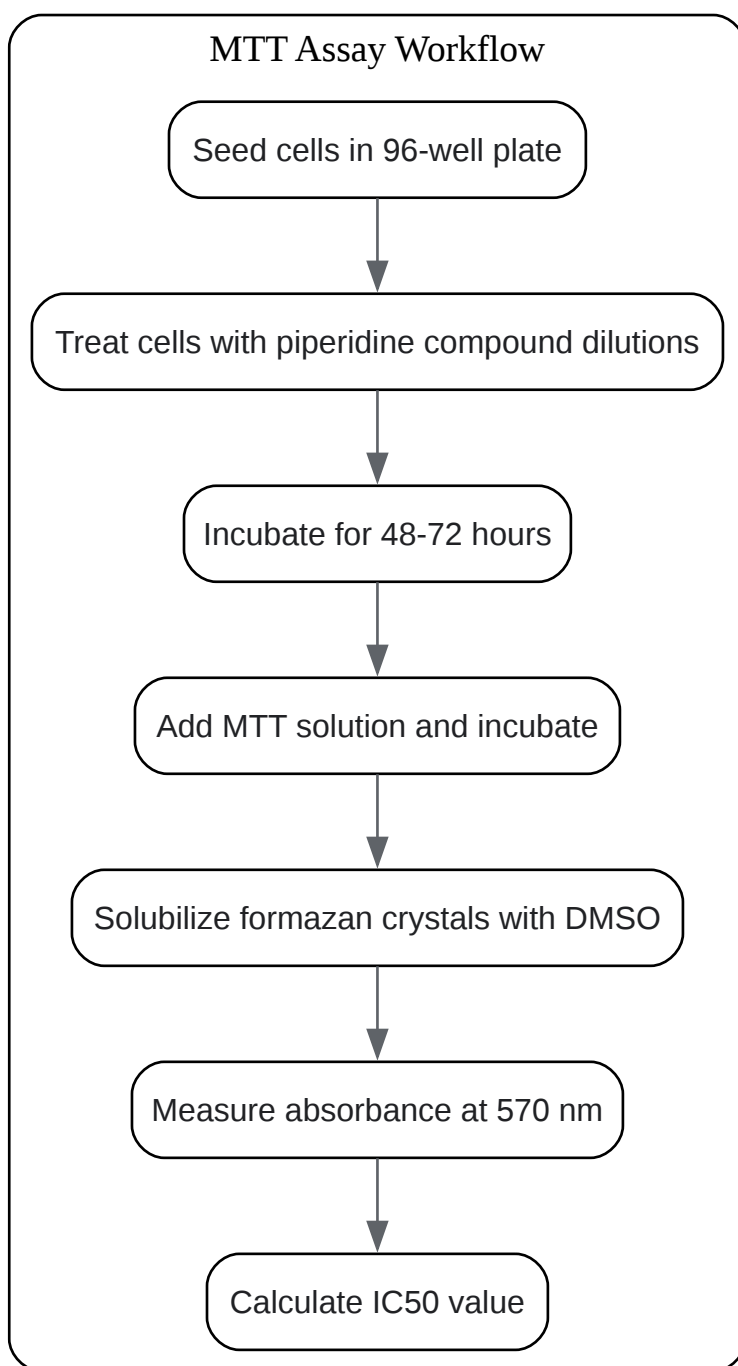 MTT Assay Workflow
Seed cells in 96-well plate
Treat cells with piperidine compound dilutions
Incubate for 48-72 hours
Add MTT solution and incubate
Solubilize formazan crystals with DMSO
Measure absorbance at 570 nm
Calculate IC50 value